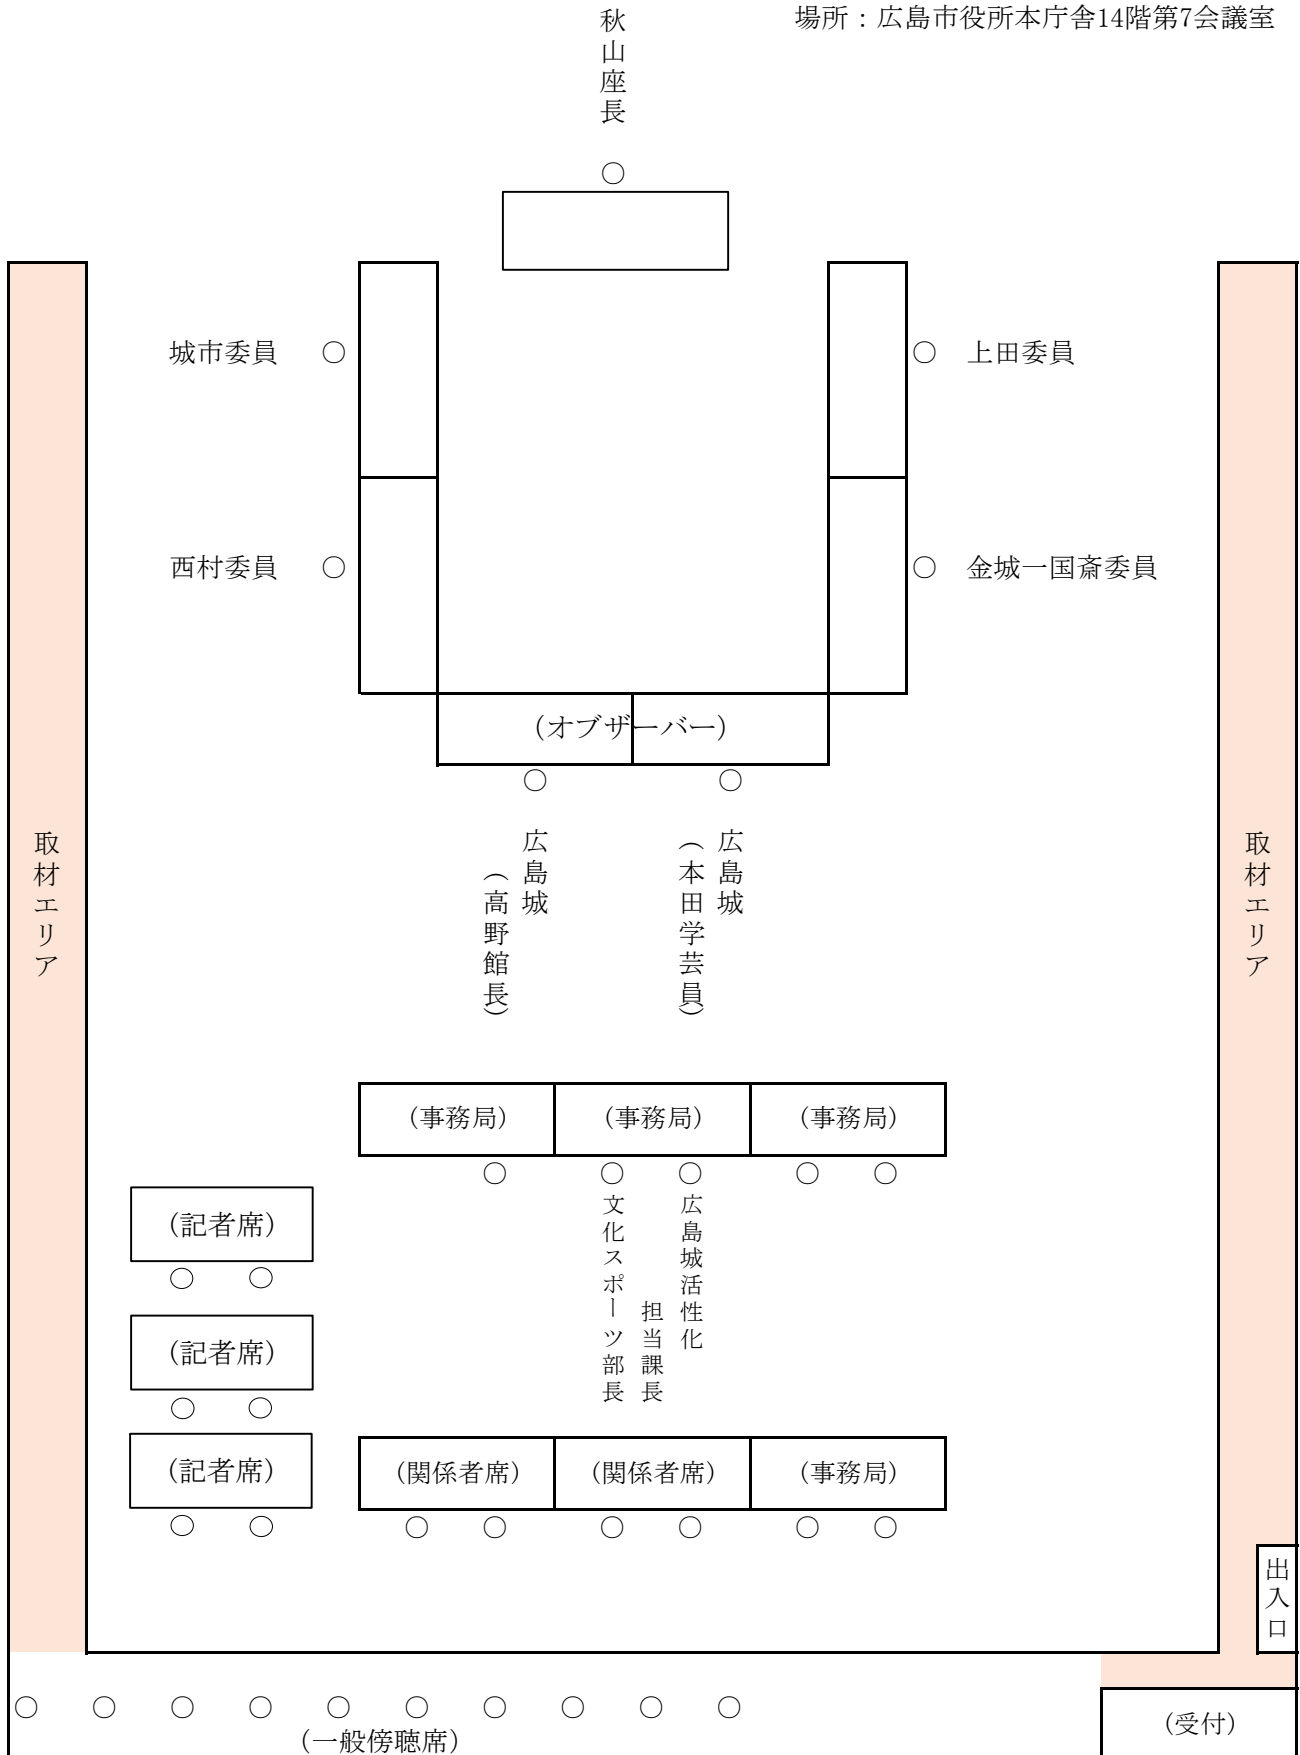 場所：広島市役所本庁舎14階第7会議室
秋山座長
城市委員
上田委員
西村委員
金城一国斎委員
（オブザーバー）
広島城
（高野館長）
広島城
（本田学芸員）
取材エリア
取材エリア
（事務局）
（事務局）
（事務局）
文化スポーツ部長
広島城活性化
担当課長
（記者席）
（記者席）
（記者席）
（関係者席）
（関係者席）
（事務局）
出入口
（一般傍聴席）
（受付）